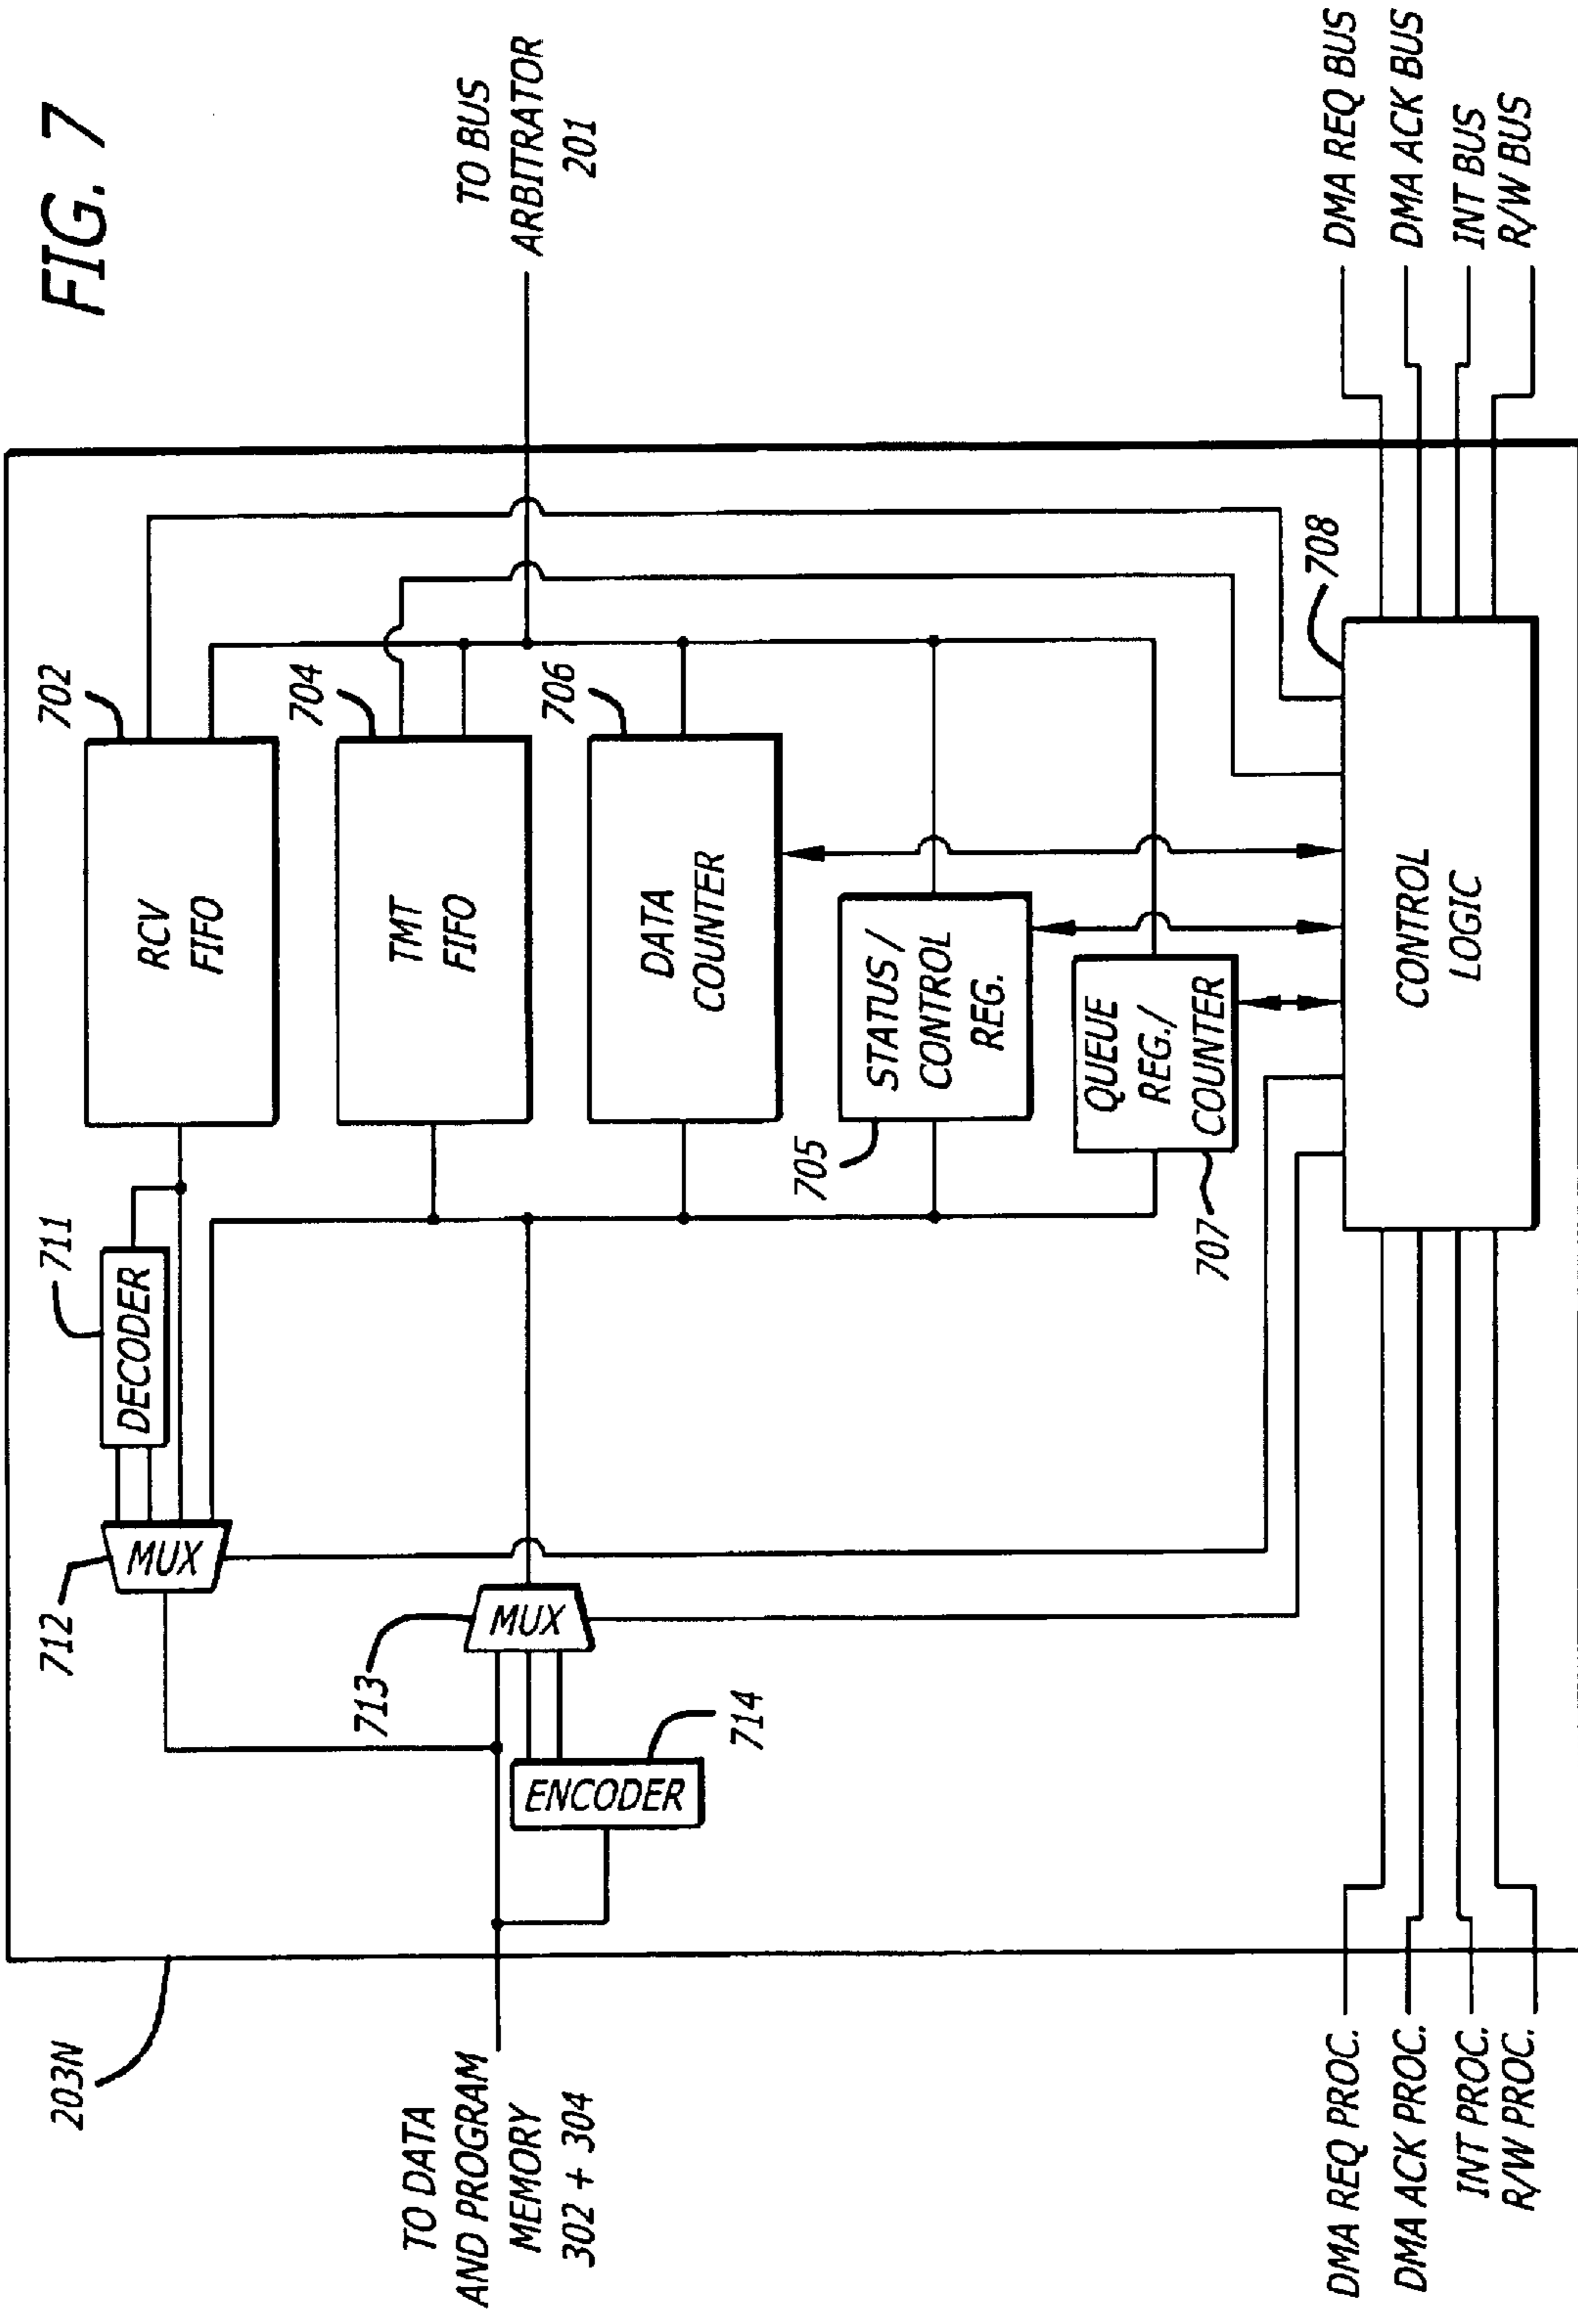 FIG. 7
203N
TO DATA
AND PROGRAM
MEMORY
302 + 304
712
MUX
711
DECODER
702
RCV
FIFO
713
MUX
714
ENCODER
704
TMT
FIFO
706
DATA
COUNTER
705
STATUS /
CONTROL
REG.
707
QUEUE
REG./
COUNTER
708
CONTROL
LOGIC
TO BUS
ARBITRATOR
201
DMA REQ PROC.
DMA ACK PROC.
INT PROC.
R/W PROC.
DMA REQ BUS
DMA ACK BUS
INT BUS
R/W BUS